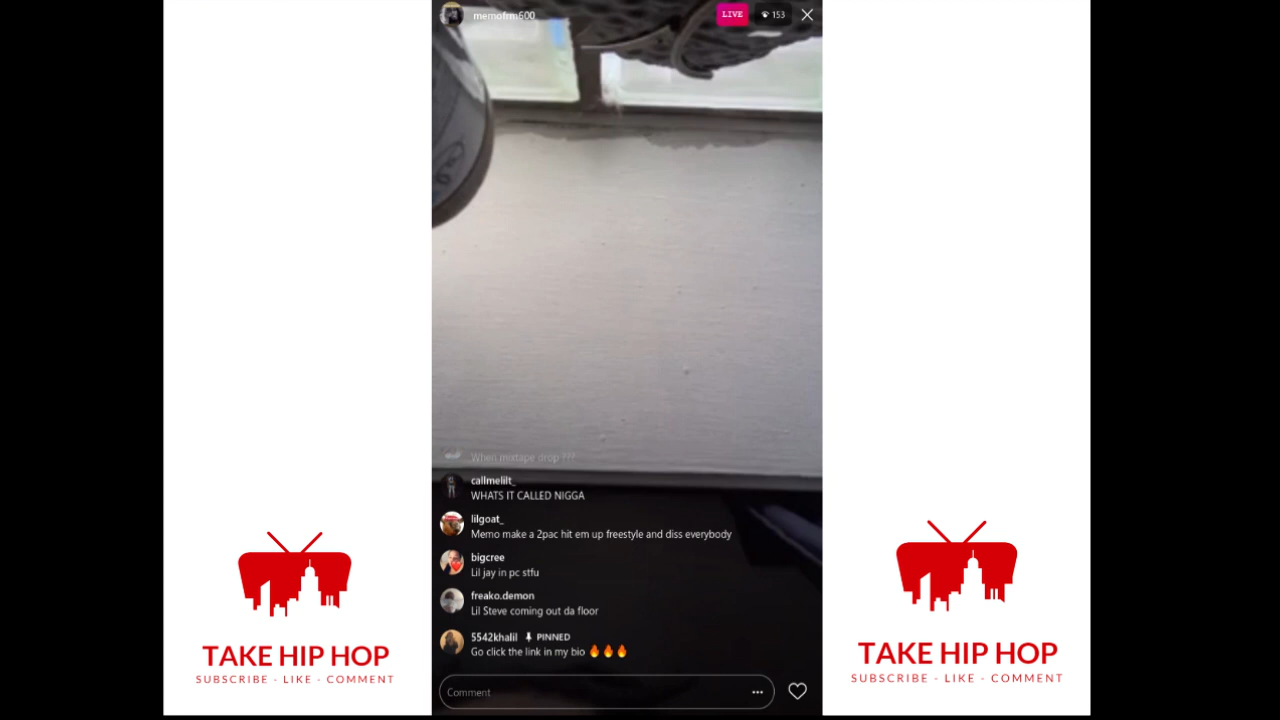 memofrm600
LIVE
153
When mixtape drop ???
callmelilt_
WHATS IT CALLED NIGGA
lilgoat_
Memo make a 2pac hit em up freestyle and diss everybody
bigcree
Lil jay in pc stfu
freako.demon
Lil Steve coming out da floor
5542khalil PINNED
Go click the link in my bio 🔥🔥🔥
Comment
TAKE HIP HOP
SUBSCRIBE - LIKE - COMMENT
TAKE HIP HOP
SUBSCRIBE - LIKE - COMMENT